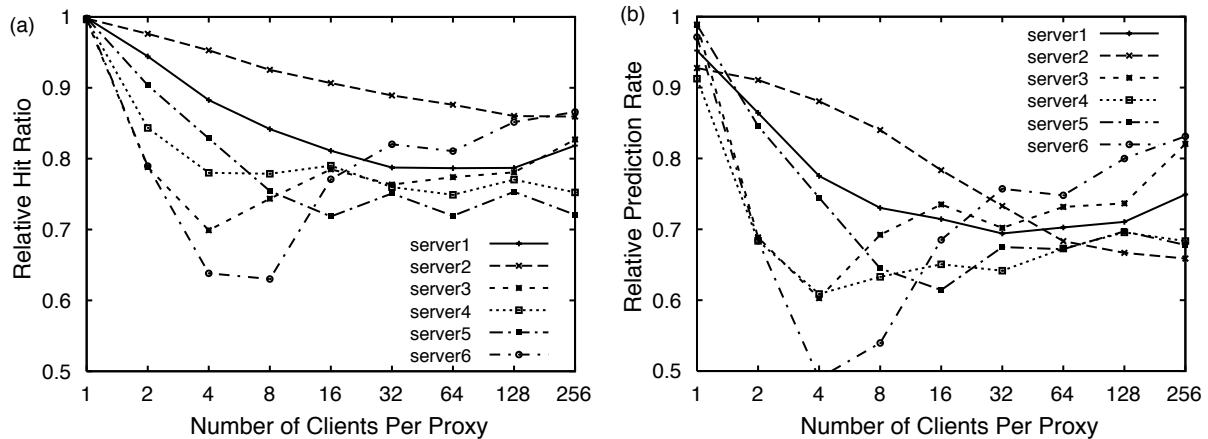 (a)
1
0.9
0.8
0.7
0.6
0.5
Relative Hit Ratio
server1
server2
server3
server4
server5
server6
1 2 4 8 16 32 64 128 256
Number of Clients Per Proxy
(b)
1
0.9
0.8
0.7
0.6
0.5
Relative Prediction Rate
server1
server2
server3
server4
server5
server6
1 2 4 8 16 32 64 128 256
Number of Clients Per Proxy